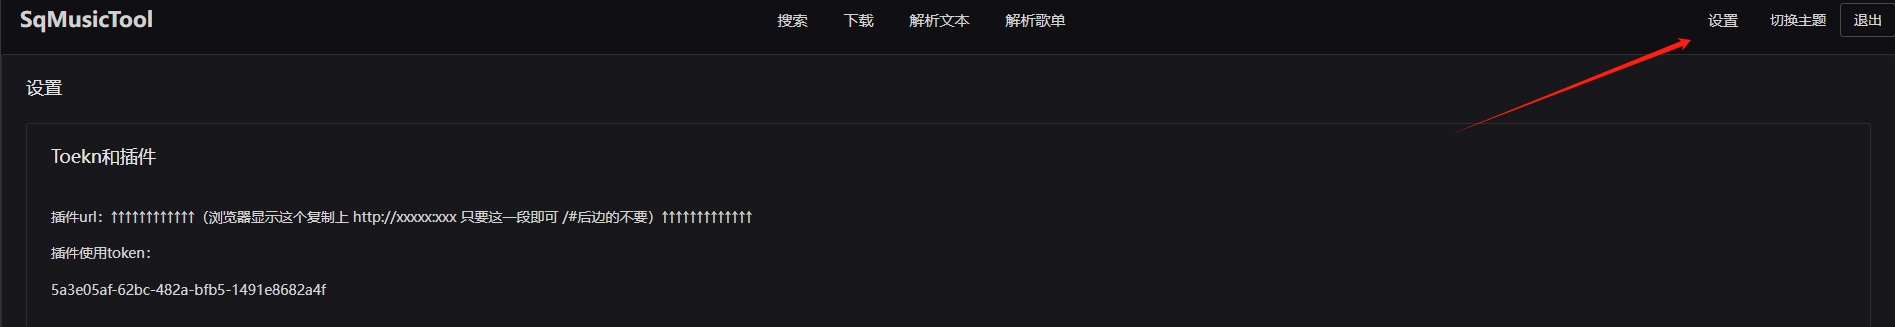 SqMusicTool 搜索 下载 解析文本 解析歌单 设置 切换主题 退出
设置
Toekn和插件
插件url：↑↑↑↑↑↑↑↑↑↑↑↑（浏览器显示这个复制上 http://xxxxx:xxx 只要这一段即可 /#后边的不要）↑↑↑↑↑↑↑↑↑↑↑↑↑
插件使用token：
5a3e05af-62bc-482a-bfb5-1491e8682a4f